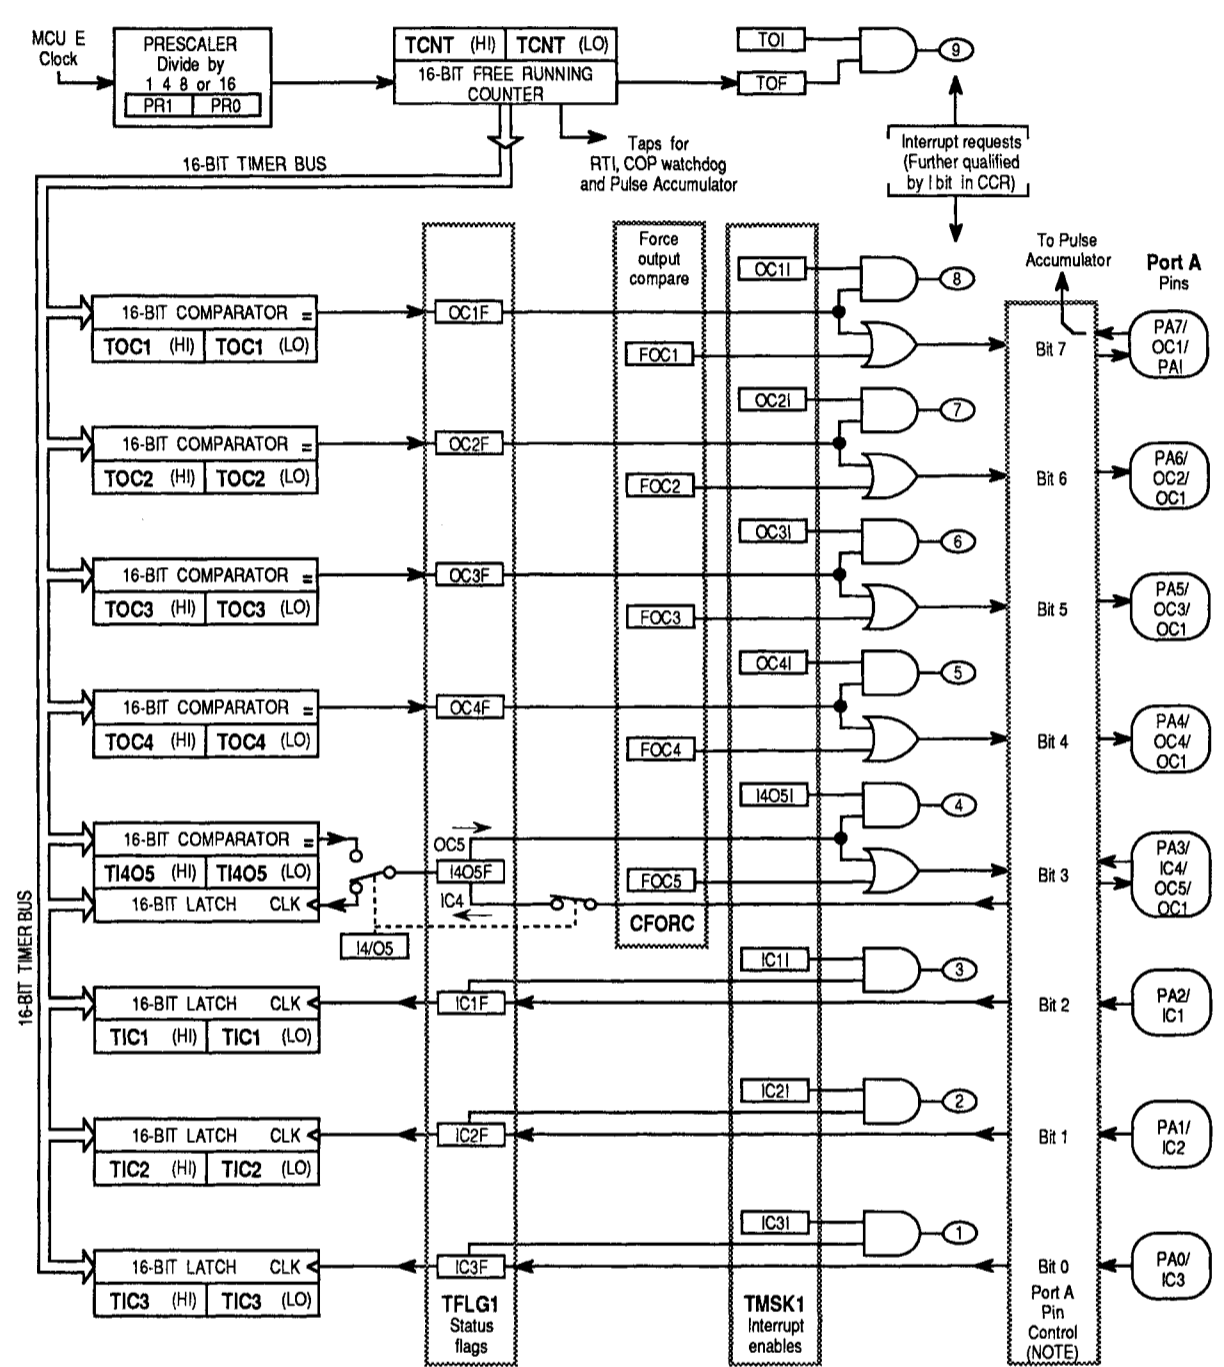 MCU E
Clock
PRESCALER
Divide by
1 4 8 or 16
PR1 PR0
TCNT (HI) TCNT (LO)
16-BIT FREE RUNNING
COUNTER
TOI
TOF
9
16-BIT TIMER BUS
Taps for
RTI, COP watchdog
and Pulse Accumulator
Interrupt requests
(Further qualified
by I bit in CCR)
Force
output
compare
To Pulse
Accumulator
Port A
Pins
OC1I
8
16-BIT COMPARATOR =
TOC1 (HI) TOC1 (LO)
OC1F
FOC1
Bit 7
PA7/
OC1/
PAI
OC2I
7
16-BIT COMPARATOR =
TOC2 (HI) TOC2 (LO)
OC2F
FOC2
Bit 6
PA6/
OC2/
OC1
OC3I
6
16-BIT COMPARATOR =
TOC3 (HI) TOC3 (LO)
OC3F
FOC3
Bit 5
PA5/
OC3/
OC1
OC4I
5
16-BIT COMPARATOR =
TOC4 (HI) TOC4 (LO)
OC4F
FOC4
Bit 4
PA4/
OC4/
OC1
I4O5I
4
16-BIT COMPARATOR =
TI4O5 (HI) TI4O5 (LO)
16-BIT LATCH CLK
OC5
I4O5F
IC4
I4/O5
FOC5
CFORC
Bit 3
PA3/
IC4/
OC5/
OC1
16-BIT TIMER BUS
IC1I
3
16-BIT LATCH CLK
TIC1 (HI) TIC1 (LO)
IC1F
Bit 2
PA2/
IC1
IC2I
2
16-BIT LATCH CLK
TIC2 (HI) TIC2 (LO)
IC2F
Bit 1
PA1/
IC2
IC3I
1
16-BIT LATCH CLK
TIC3 (HI) TIC3 (LO)
IC3F
Bit 0
PA0/
IC3
TFLG1
Status
flags
TMSK1
Interrupt
enables
Port A
Pin
Control
(NOTE)